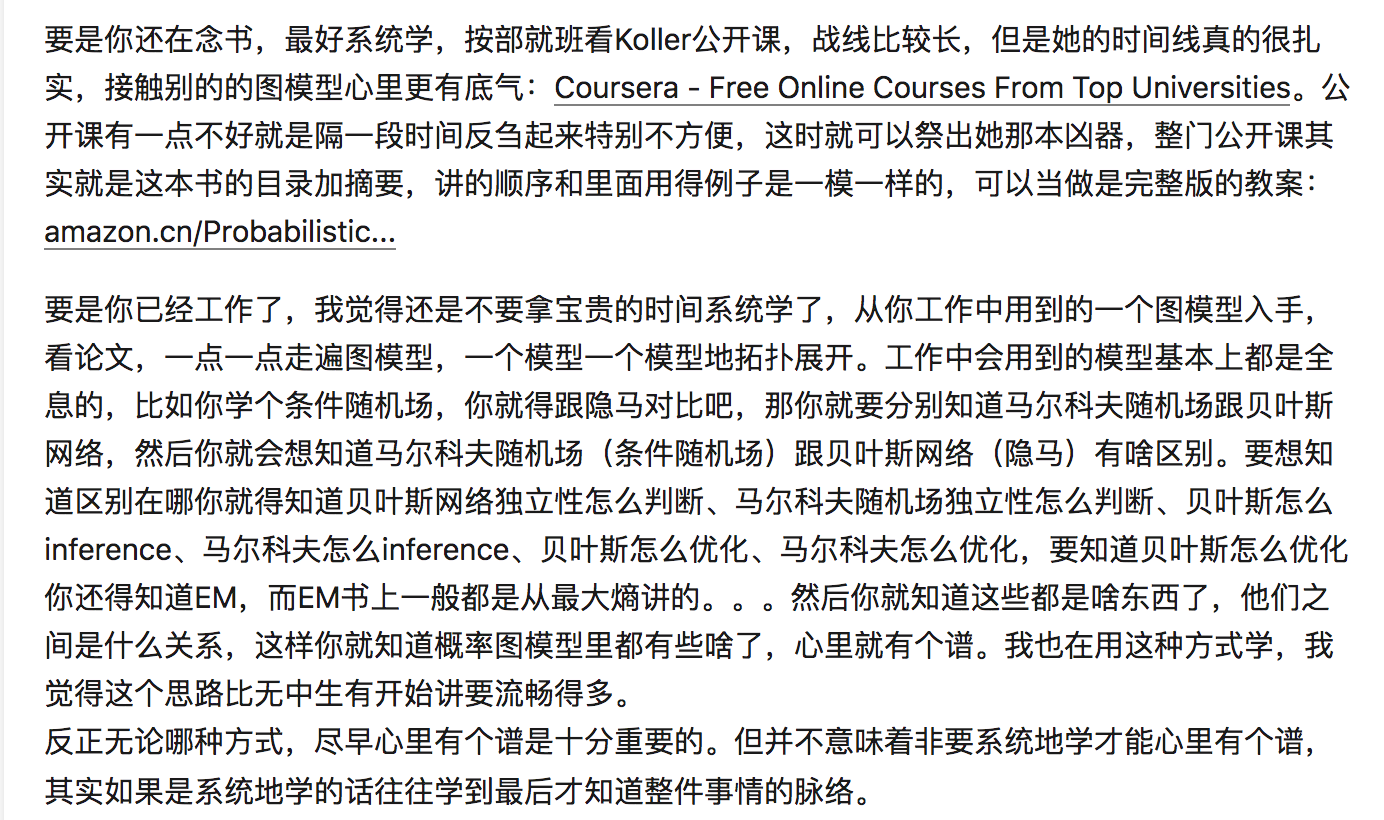 要是你还在念书，最好系统学，按部就班看Koller公开课，战线比较长，但是她的时间线真的很扎
实，接触别的的图模型心里更有底气：Coursera - Free Online Courses From Top Universities。公
开课有一点不好就是隔一段时间反刍起来特别不方便，这时就可以祭出她那本凶器，整门公开课其
实就是这本书的目录加摘要，讲的顺序和里面用得例子是一模一样的，可以当做是完整版的教案：
amazon.cn/Probabilistic...
要是你已经工作了，我觉得还是不要拿宝贵的时间系统学了，从你工作中用到的一个图模型入手，
看论文，一点一点走遍图模型，一个模型一个模型地拓扑展开。工作中会用到的模型基本上都是全
息的，比如你学个条件随机场，你就得跟隐马对比吧，那你就要分别知道马尔科夫随机场跟贝叶斯
网络，然后你就会想知道马尔科夫随机场（条件随机场）跟贝叶斯网络（隐马）有啥区别。要想知
道区别在哪你就得知道贝叶斯网络独立性怎么判断、马尔科夫随机场独立性怎么判断、贝叶斯怎么
inference、马尔科夫怎么inference、贝叶斯怎么优化、马尔科夫怎么优化，要知道贝叶斯怎么优化
你还得知道EM，而EM书上一般都是从最大熵讲的。。。然后你就知道这些都是啥东西了，他们之
间是什么关系，这样你就知道概率图模型里都有些啥了，心里就有个谱。我也在用这种方式学，我
觉得这个思路比无中生有开始讲要流畅得多。
反正无论哪种方式，尽早心里有个谱是十分重要的。但并不意味着非要系统地学才能心里有个谱，
其实如果是系统地学的话往往学到最后才知道整件事情的脉络。